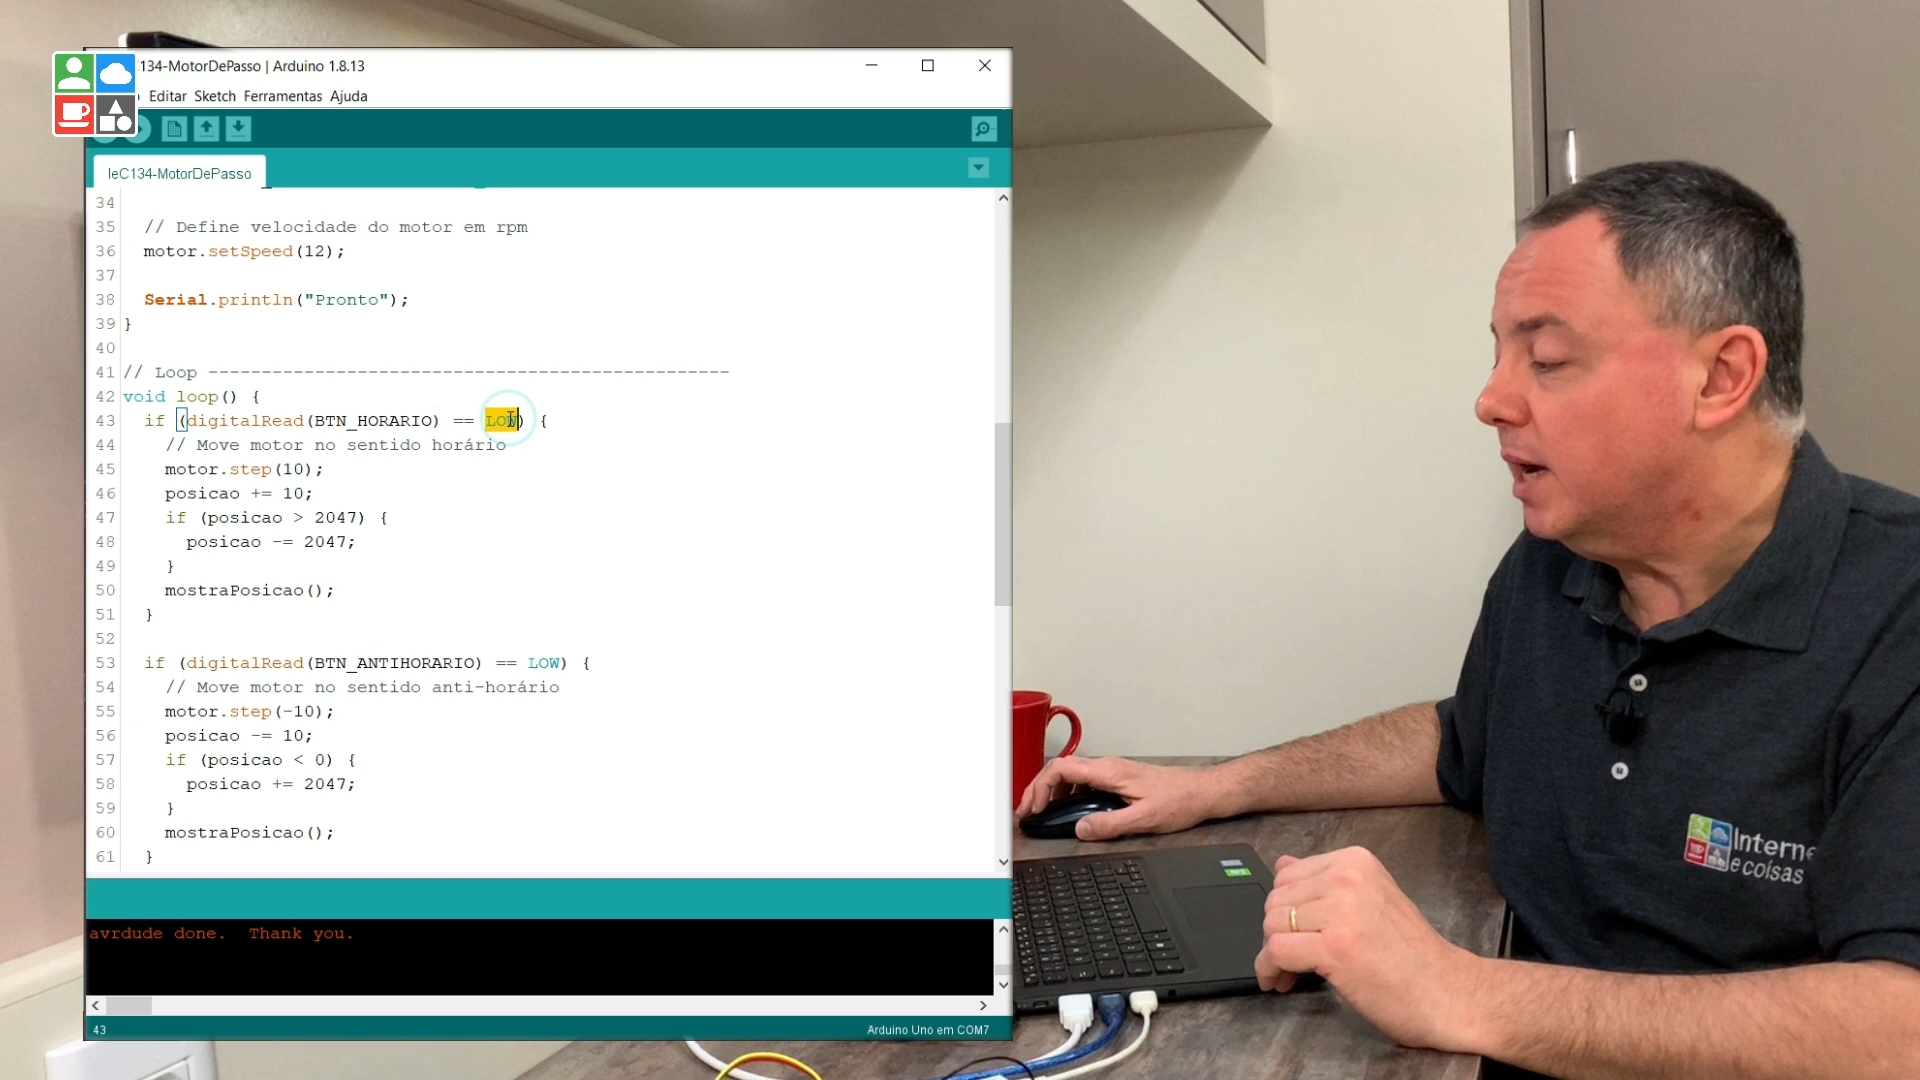 134-MotorDePasso | Arduino 1.8.13
Editar Sketch Ferramentas Ajuda
IeC134-MotorDePasso
34
35 // Define velocidade do motor em rpm
36 motor.setSpeed(12);
37
38 Serial.println("Pronto");
39 }
40
41 // Loop -------------------------------------------------
42 void loop() {
43 if (digitalRead(BTN_HORARIO) == LOW) {
44 // Move motor no sentido horário
45 motor.step(10);
46 posicao += 10;
47 if (posicao > 2047) {
48 posicao -= 2047;
49 }
50 mostraPosicao();
51 }
52
53 if (digitalRead(BTN_ANTIHORARIO) == LOW) {
54 // Move motor no sentido anti-horário
55 motor.step(-10);
56 posicao -= 10;
57 if (posicao < 0) {
58 posicao += 2047;
59 }
60 mostraPosicao();
61 }
avrdude done. Thank you.
43
Arduino Uno em COM7
Interne
e coisas